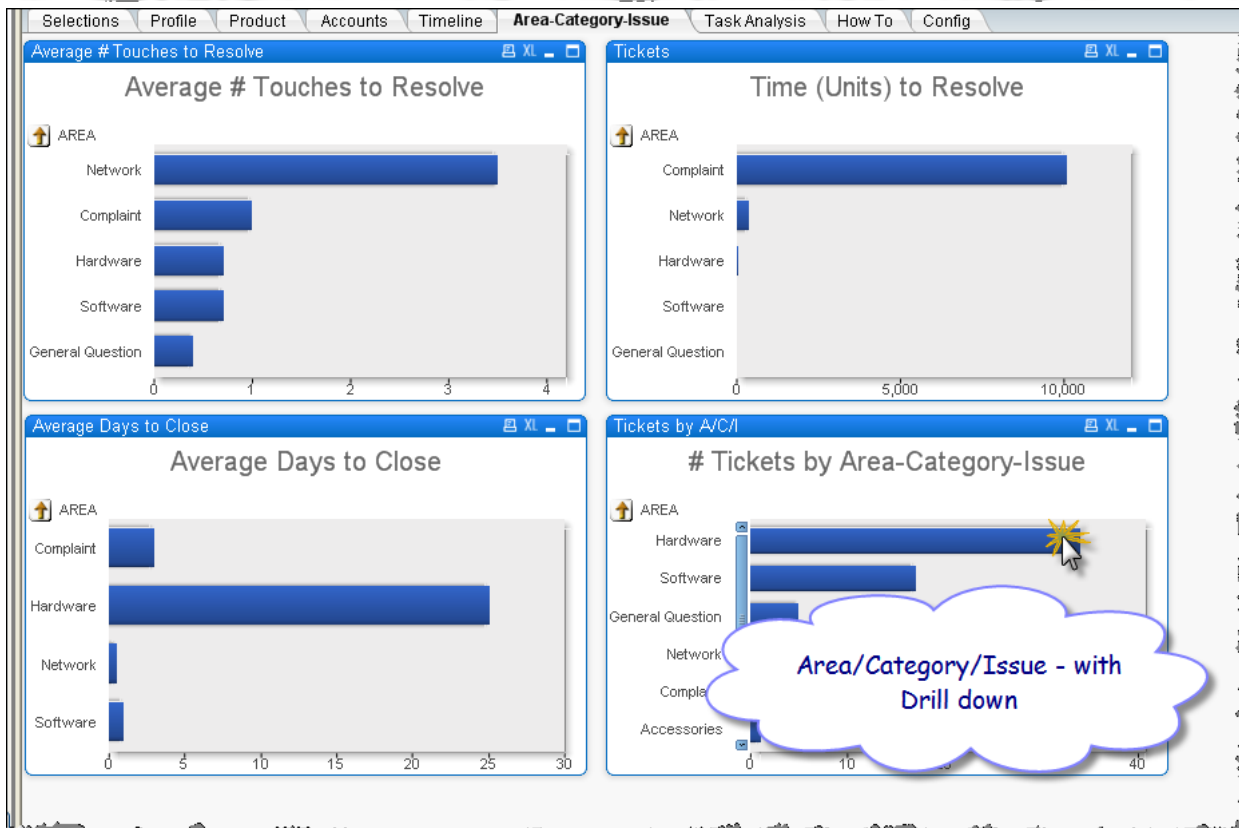 Selections Profile Product Accounts Timeline Area-Category-Issue Task Analysis How To Config
Average # Touches to Resolve XL
Average # Touches to Resolve
AREA
Network
Complaint
Hardware
Software
General Question
0 1 2 3 4
Tickets XL
Time (Units) to Resolve
AREA
Complaint
Network
Hardware
Software
General Question
0 5,000 10,000
Average Days to Close XL
Average Days to Close
AREA
Complaint
Hardware
Network
Software
0 5 10 15 20 25 30
Tickets by A/C/I XL
# Tickets by Area-Category-Issue
AREA
Hardware
Software
General Question
Network
Accessories
0 10 40
Area/Category/Issue - with
Drill down